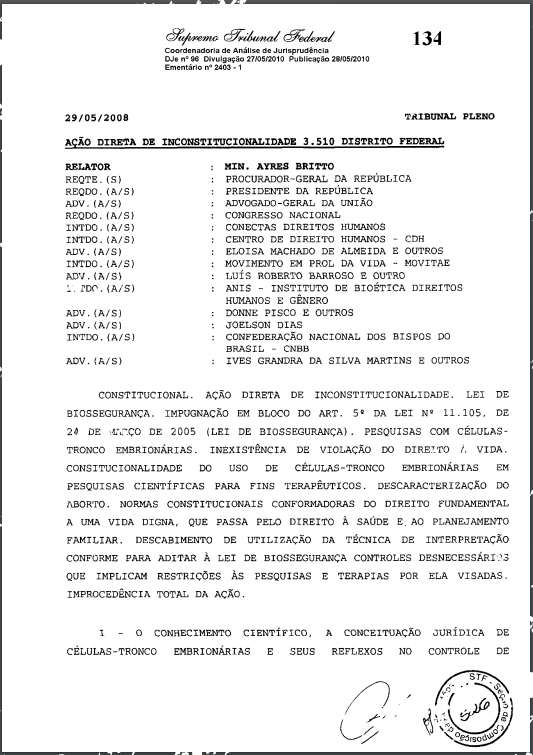 Supremo Tribunal Federal
134
Coordenadoria de Análise de Jurisprudência
DJe nº 96 Divulgação 27/05/2010 Publicação 28/05/2010
Ementário nº 2403 - 1
29/05/2008 TRIBUNAL PLENO
AÇÃO DIRETA DE INCONSTITUCIONALIDADE 3.510 DISTRITO FEDERAL
RELATOR : MIN. AYRES BRITTO
REQTE.(S) : PROCURADOR-GERAL DA REPÚBLICA
REQDO.(A/S) : PRESIDENTE DA REPÚBLICA
ADV.(A/S) : ADVOGADO-GERAL DA UNIÃO
REQDO.(A/S) : CONGRESSO NACIONAL
INTDO.(A/S) : CONECTAS DIREITOS HUMANOS
INTDO.(A/S) : CENTRO DE DIREITO HUMANOS - CDH
ADV.(A/S) : ELOISA MACHADO DE ALMEIDA E OUTROS
INTDO.(A/S) : MOVIMENTO EM PROL DA VIDA - MOVITAE
ADV.(A/S) : LUÍS ROBERTO BARROSO E OUTRO
INTDO.(A/S) : ANIS - INSTITUTO DE BIOÉTICA DIREITOS
HUMANOS E GÊNERO
ADV.(A/S) : DONNE PISCO E OUTROS
ADV.(A/S) : JOELSON DIAS
INTDO.(A/S) : CONFEDERAÇÃO NACIONAL DOS BISPOS DO
BRASIL - CNBB
ADV.(A/S) : IVES GRANDRA DA SILVA MARTINS E OUTROS
CONSTITUCIONAL. AÇÃO DIRETA DE INCONSTITUCIONALIDADE. LEI DE
BIOSSEGURANÇA. IMPUGNAÇÃO EM BLOCO DO ART. 5º DA LEI Nº 11.105, DE
24 DE MARÇO DE 2005 (LEI DE BIOSSEGURANÇA). PESQUISAS COM CÉLULAS-
TRONCO EMBRIONÁRIAS. INEXISTÊNCIA DE VIOLAÇÃO DO DIREITO À VIDA.
CONSITUCIONALIDADE DO USO DE CÉLULAS-TRONCO EMBRIONÁRIAS EM
PESQUISAS CIENTÍFICAS PARA FINS TERAPÊUTICOS. DESCARACTERIZAÇÃO DO
ABORTO. NORMAS CONSTITUCIONAIS CONFORMADORAS DO DIREITO FUNDAMENTAL
A UMA VIDA DIGNA, QUE PASSA PELO DIREITO À SAÚDE E AO PLANEJAMENTO
FAMILIAR. DESCABIMENTO DE UTILIZAÇÃO DA TÉCNICA DE INTERPRETAÇÃO
CONFORME PARA ADITAR À LEI DE BIOSSEGURANÇA CONTROLES DESNECESSÁRIOS
QUE IMPLICAM RESTRIÇÕES ÀS PESQUISAS E TERAPIAS POR ELA VISADAS.
IMPROCEDÊNCIA TOTAL DA AÇÃO.
1 - O CONHECIMENTO CIENTÍFICO, A CONCEITUAÇÃO JURÍDICA DE
CÉLULAS-TRONCO EMBRIONÁRIAS E SEUS REFLEXOS NO CONTROLE DE
STF - Seção de Composição de
526